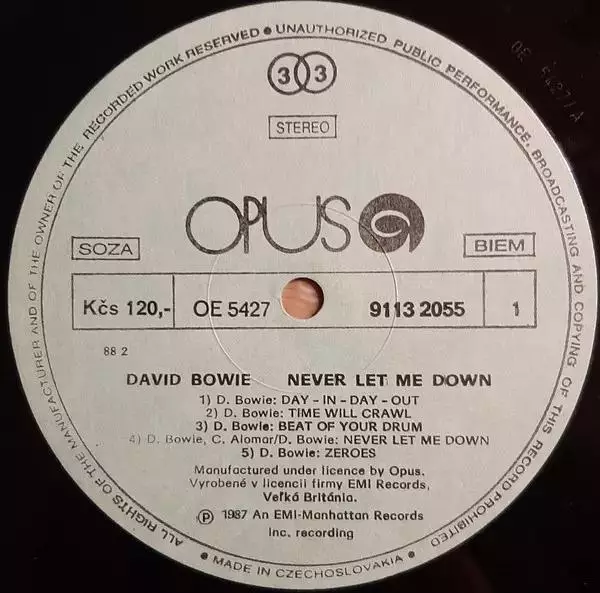 ALL RIGHTS OF THE MANUFACTURER AND OF THE OWNER OF THE RECORDED WORK RESERVED • UNAUTHORIZED PUBLIC PERFORMANCE, BROADCASTING AND COPYING OF THIS RECORD PROHIBITED
33
STEREO
OPUS
SOZA
BIEM
Kčs 120,- OE 5427 9113 2055 1
88 2
DAVID BOWIE NEVER LET ME DOWN
1) D. Bowie: DAY - IN - DAY - OUT
2) D. Bowie: TIME WILL CRAWL
3) D. Bowie: BEAT OF YOUR DRUM
4) D. Bowie, C. Alomar/D. Bowie: NEVER LET ME DOWN
5) D. Bowie: ZEROES
Manufactured under licence by Opus.
Vyrobené v licencii firmy EMI Records,
Veľká Británia.
Ⓟ 1987 An EMI-Manhattan Records
Inc. recording
• MADE IN CZECHOSLOVAKIA •
OE 5427/A